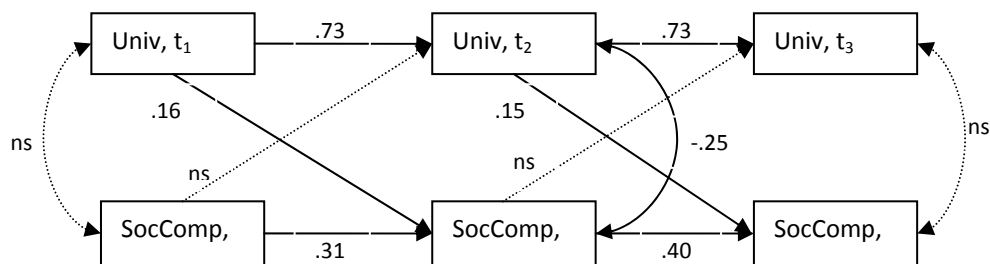 .73 .73
Univ, t₁ Univ, t₂ Univ, t₃
.16 .15
ns -.25 ns
ns ns
SocComp, SocComp, SocComp,
.31 .40